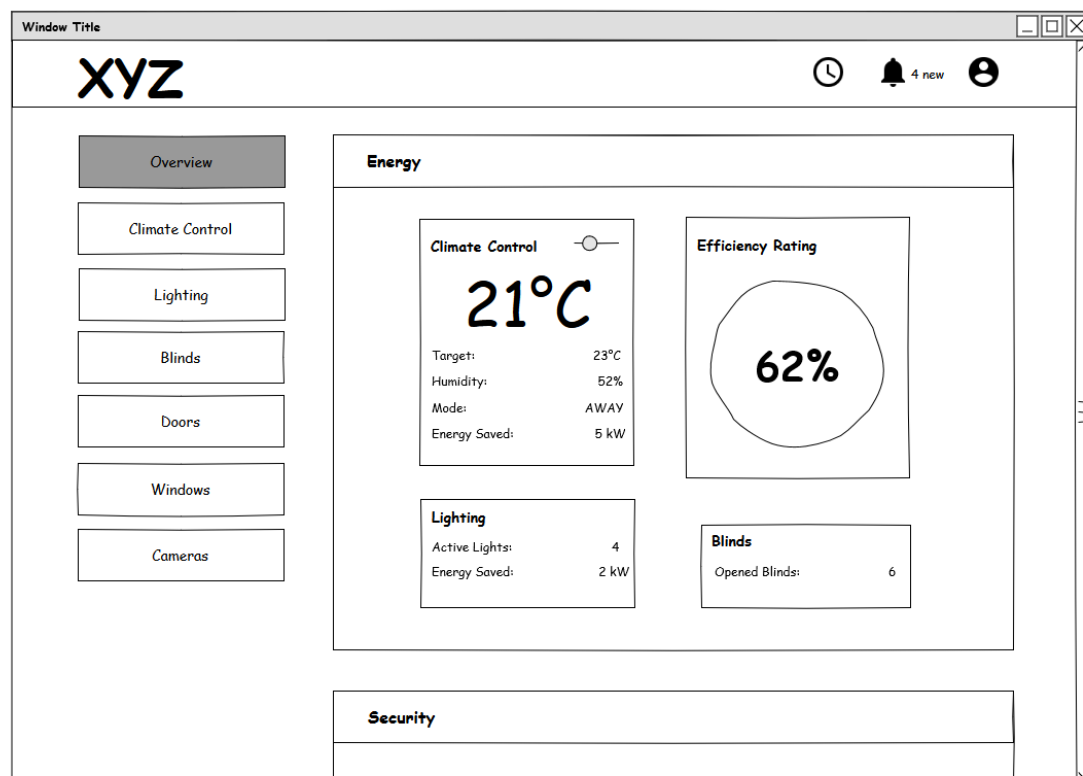 Window Title
XYZ
4 new
Overview
Climate Control
Lighting
Blinds
Doors
Windows
Cameras
Energy
Climate Control
21°C
Target: 23°C
Humidity: 52%
Mode: AWAY
Energy Saved: 5 kW
Efficiency Rating
62%
Lighting
Active Lights: 4
Energy Saved: 2 kW
Blinds
Opened Blinds: 6
Security